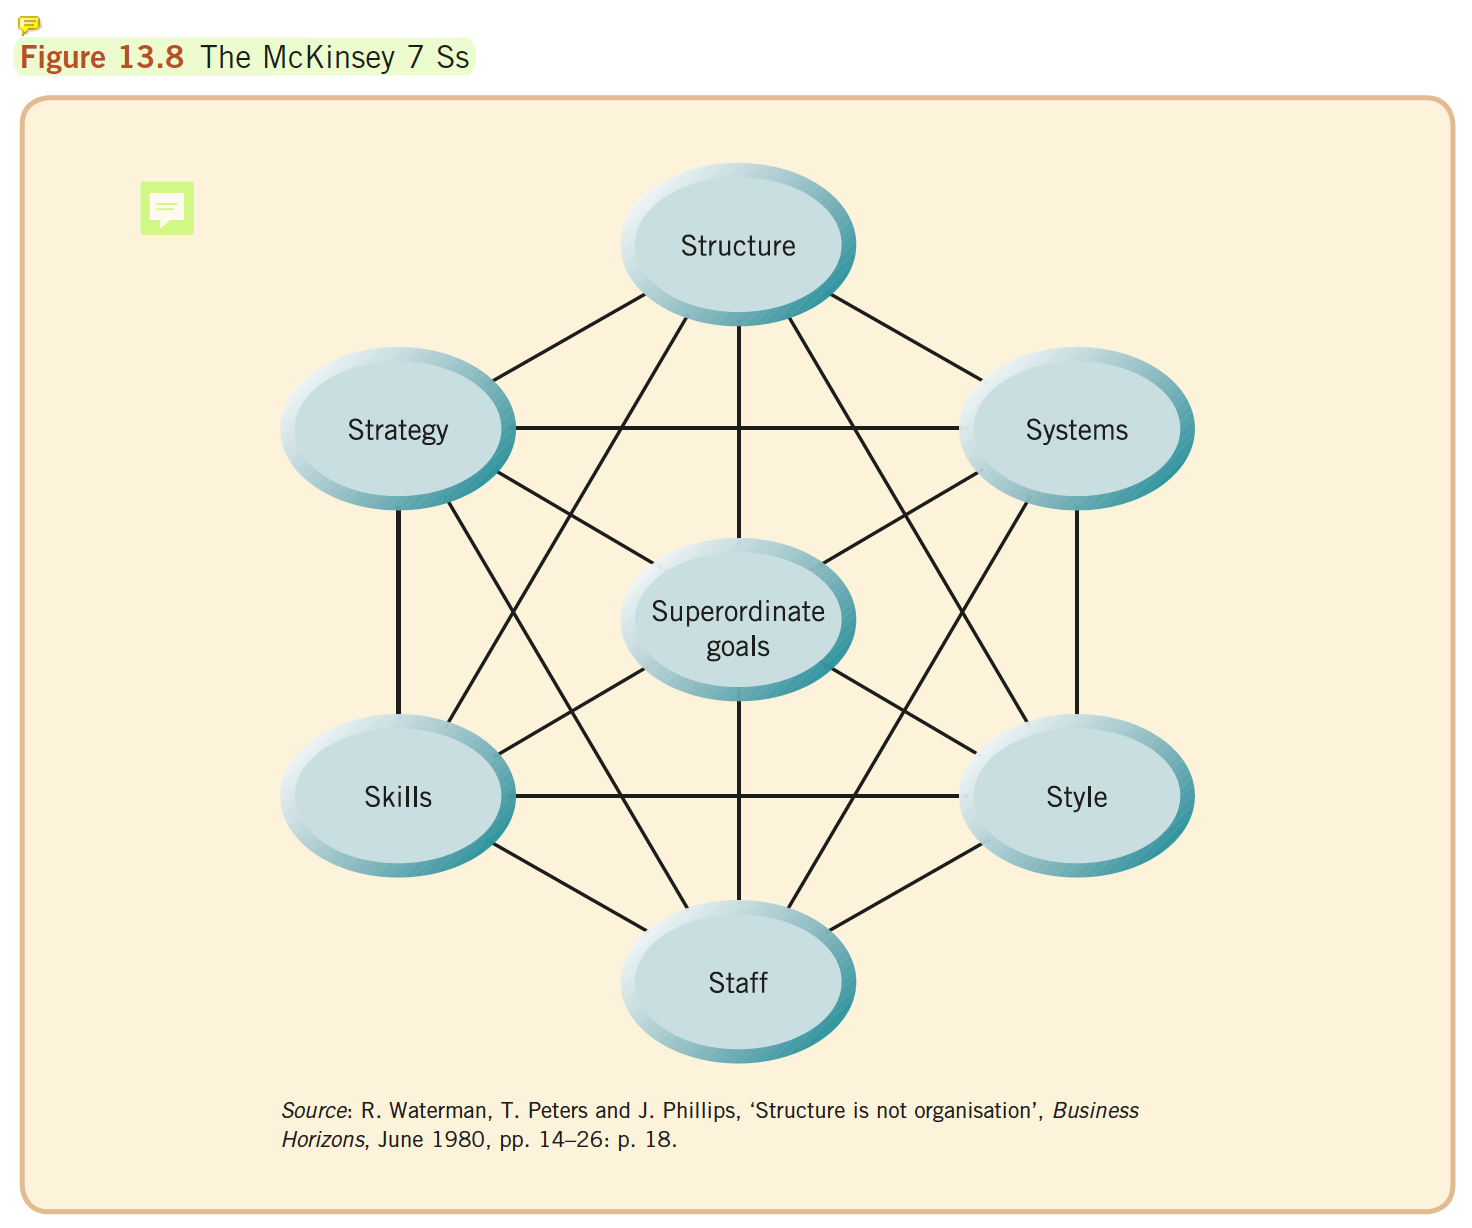 Figure 13.8 The McKinsey 7 Ss
Structure
Strategy
Systems
Superordinate
goals
Skills
Style
Staff
Source: R. Waterman, T. Peters and J. Phillips, ‘Structure is not organisation’, Business
Horizons, June 1980, pp. 14–26: p. 18.